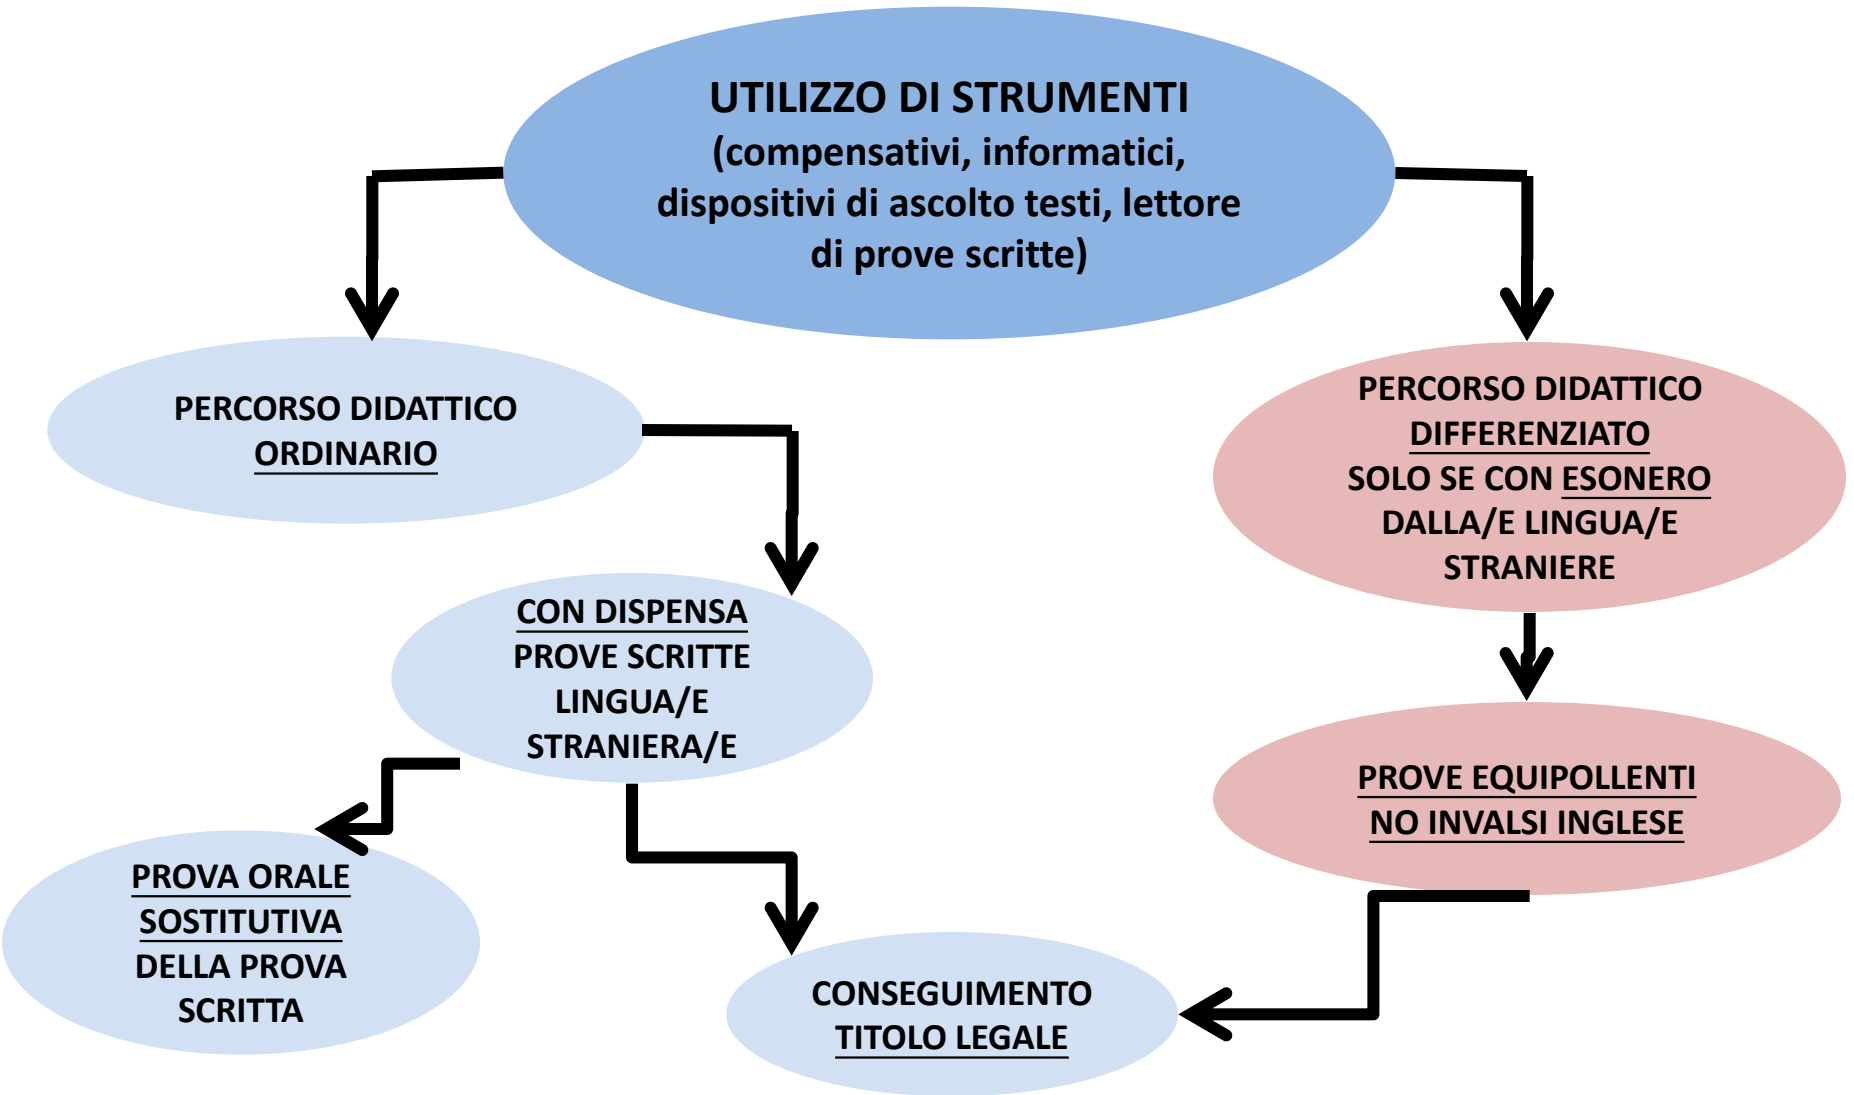 UTILIZZO DI STRUMENTI
(compensativi, informatici,
dispositivi di ascolto testi, lettore
di prove scritte)
PERCORSO DIDATTICO
ORDINARIO
PERCORSO DIDATTICO
DIFFERENZIATO
SOLO SE CON ESONERO
DALLA/E LINGUA/E
STRANIERE
CON DISPENSA
PROVE SCRITTE
LINGUA/E
STRANIERA/E
PROVE EQUIPOLLENTI
NO INVALSI INGLESE
PROVA ORALE
SOSTITUTIVA
DELLA PROVA
SCRITTA
CONSEGUIMENTO
TITOLO LEGALE